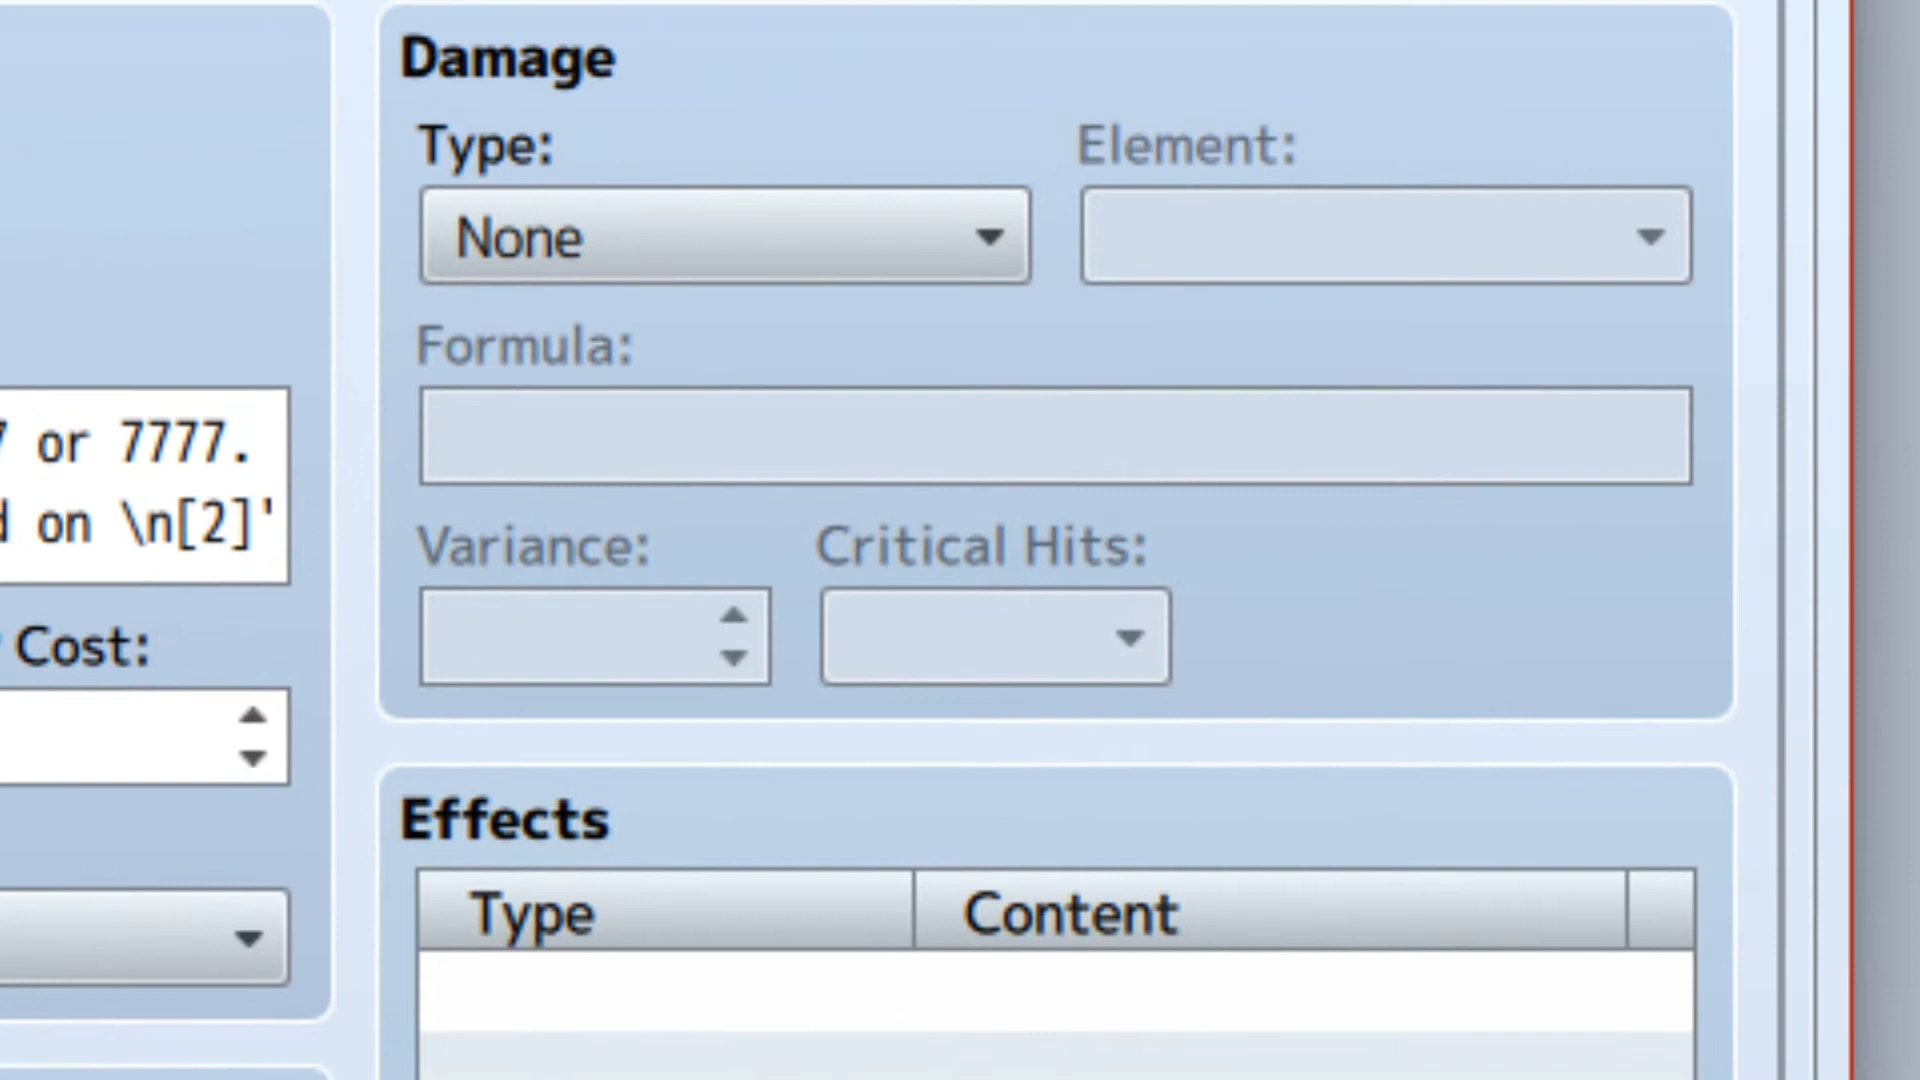 Damage
Type: Element:
None
Formula:
or 7777.
on \n[2]'
Variance: Critical Hits:
Cost:
Effects
Type Content